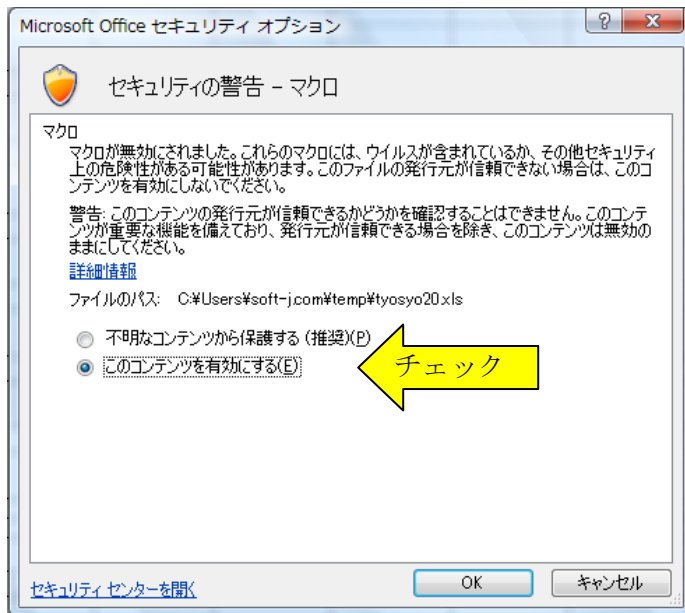 Microsoft Office セキュリティ オプション
セキュリティの警告 - マクロ
マクロ
マクロが無効にされました。これらのマクロには、ウイルスが含まれているか、その他セキュリティ
上の危険性がある可能性があります。このファイルの発行元が信頼できない場合は、このコ
ンテンツを有効にしないでください。
警告: このコンテンツの発行元が信頼できるかどうかを確認することはできません。このコンテ
ンツが重要な機能を備えており、発行元が信頼できる場合を除き、このコンテンツは無効の
ままにしてください。
詳細情報
ファイルのパス: C:¥Users¥soft-j.com¥temp¥tyosyo20.xls
不明なコンテンツから保護する (推奨)(P)
このコンテンツを有効にする(E)
チェック
セキュリティ センターを開く
OK
キャンセル